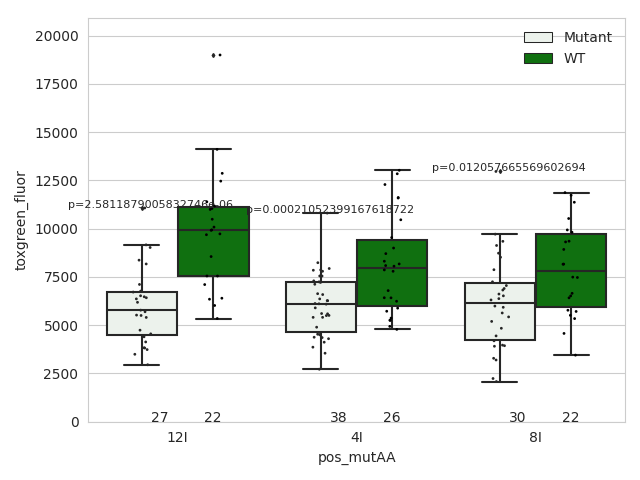 20000
17500
15000
12500
10000
7500
5000
2500
0
toxgreen_fluor
Mutant
WT
p=0.012057665569602694
p=2.5811879005832746e-06
p=0.00021052399167618722
27
22
38
26
30
22
12I
4I
8I
pos_mutAA